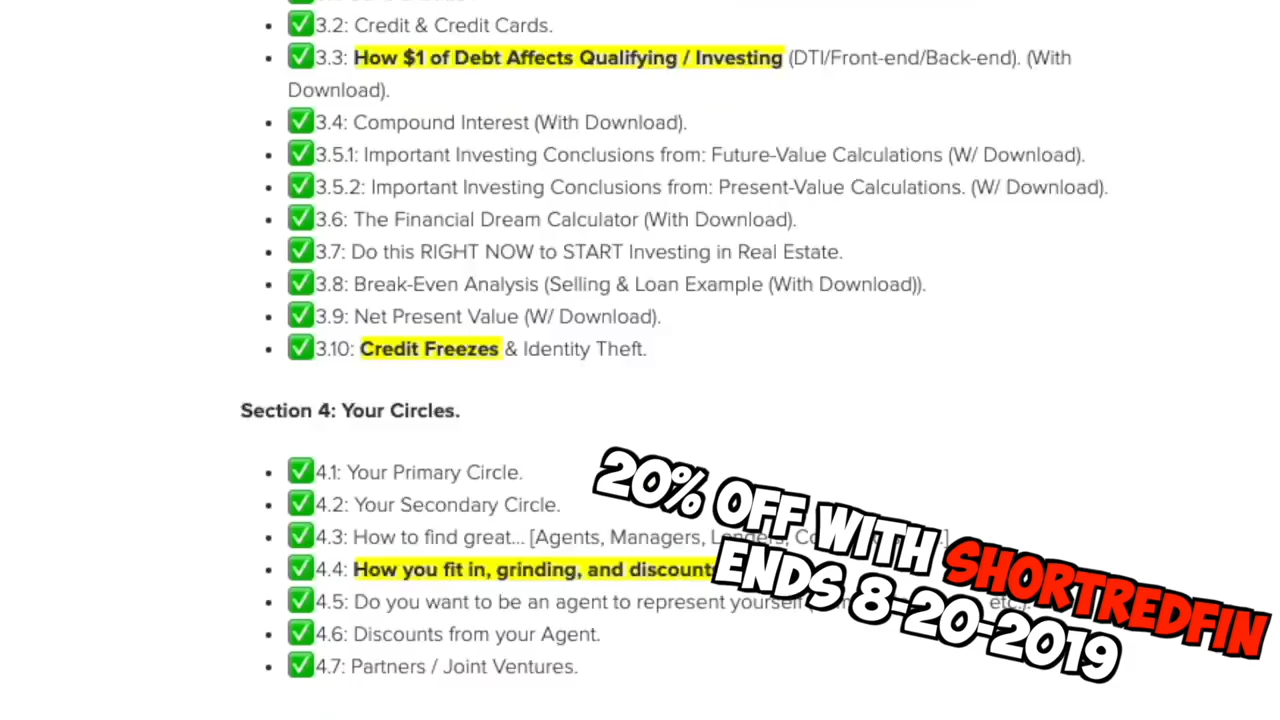 ✅3.2: Credit & Credit Cards.
✅3.3: How $1 of Debt Affects Qualifying / Investing (DTI/Front-end/Back-end). (With
Download).
✅3.4: Compound Interest (With Download).
✅3.5.1: Important Investing Conclusions from: Future-Value Calculations (W/ Download).
✅3.5.2: Important Investing Conclusions from: Present-Value Calculations. (W/ Download).
✅3.6: The Financial Dream Calculator (With Download).
✅3.7: Do this RIGHT NOW to START Investing in Real Estate.
✅3.8: Break-Even Analysis (Selling & Loan Example (With Download)).
✅3.9: Net Present Value (W/ Download).
✅3.10: Credit Freezes & Identity Theft.
Section 4: Your Circles.
✅4.1: Your Primary Circle.
✅4.2: Your Secondary Circle.
✅4.3: How to find great... [Agents, Managers, Lenders,
✅4.4: How you fit in, grinding, and discounts
✅4.5: Do you want to be an agent to represent yourself etc.).
✅4.6: Discounts from your Agent.
✅4.7: Partners / Joint Ventures.
20% OFF WITH SHORTREDFIN
ENDS 8-20-2019